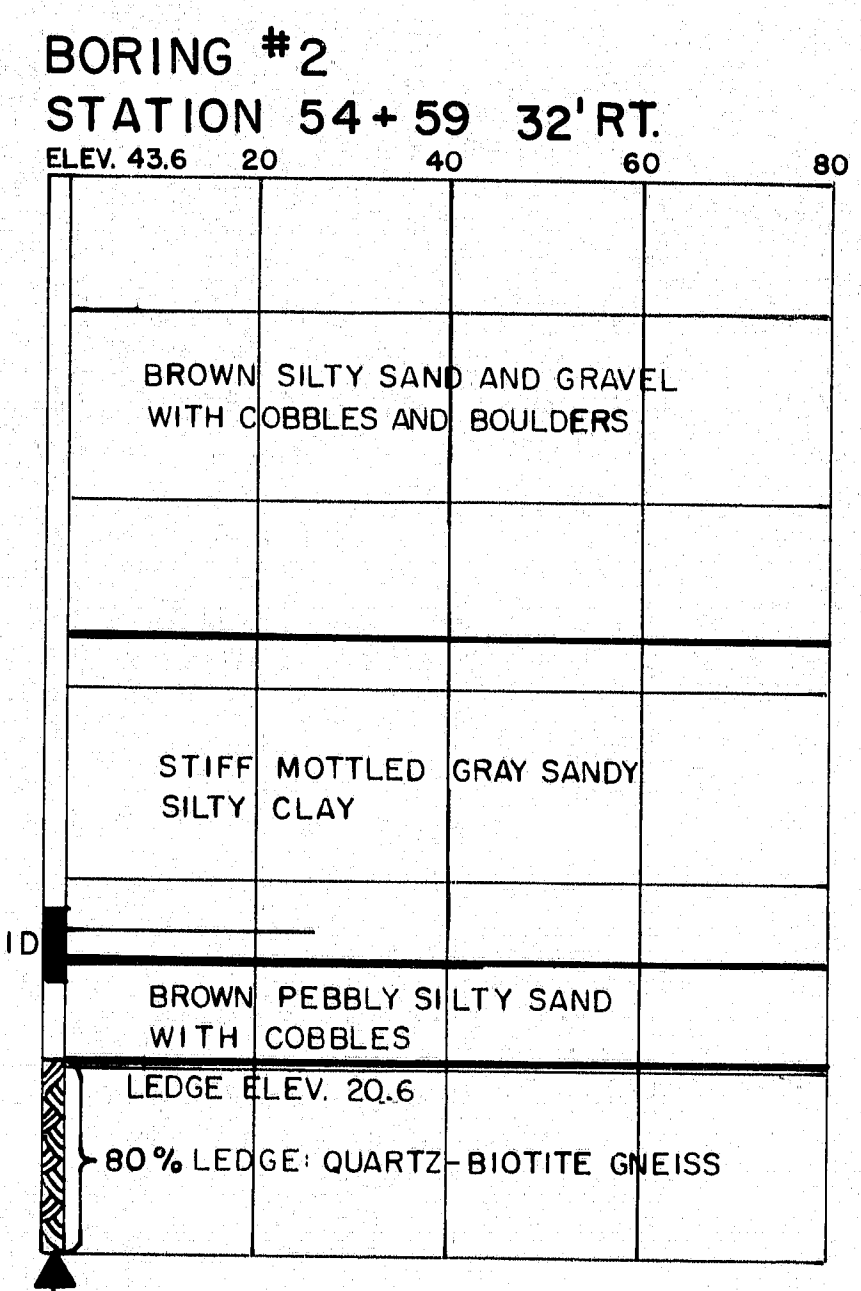 BORING #2
STATION 54+59 32' RT.
ELEV. 43.6 20 40 60 80
BROWN SILTY SAND AND GRAVEL
WITH COBBLES AND BOULDERS
STIFF MOTTLED GRAY SANDY
SILTY CLAY
1D
BROWN PEBBLY SILTY SAND
WITH COBBLES
LEDGE ELEV. 20.6
80% LEDGE: QUARTZ-BIOTITE GNEISS